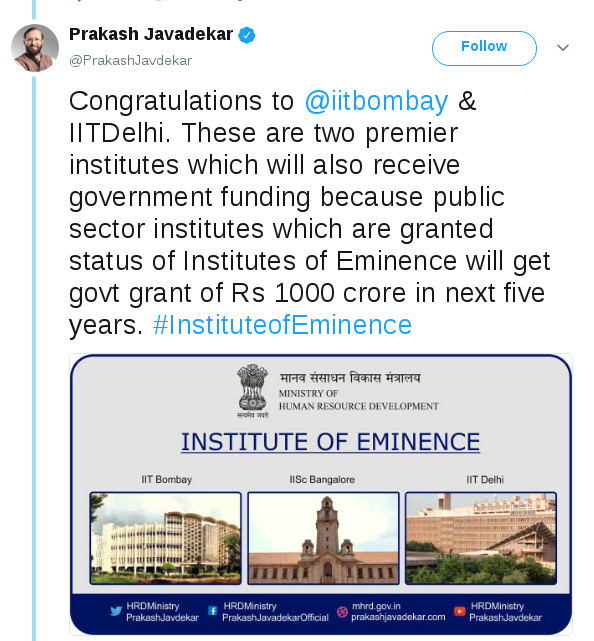 Prakash Javadekar
@PrakashJavdekar
Follow
Congratulations to @iitbombay &
IITDelhi. These are two premier
institutes which will also receive
government funding because public
sector institutes which are granted
status of Institutes of Eminence will get
govt grant of Rs 1000 crore in next five
years. #InstituteofEminence
मानव संसाधन विकास मंत्रालय
MINISTRY OF
HUMAN RESOURCE DEVELOPMENT
सत्यमेव जयते
INSTITUTE OF EMINENCE
IIT Bombay
IISc Bangalore
IIT Delhi
HRDMinistry
PrakashJavdekar
HRDMinistry
PrakashJavadekarOfficial
mhrd.gov.in
prakashjavadekar.com
HRDMinistry
PrakashJavdekar